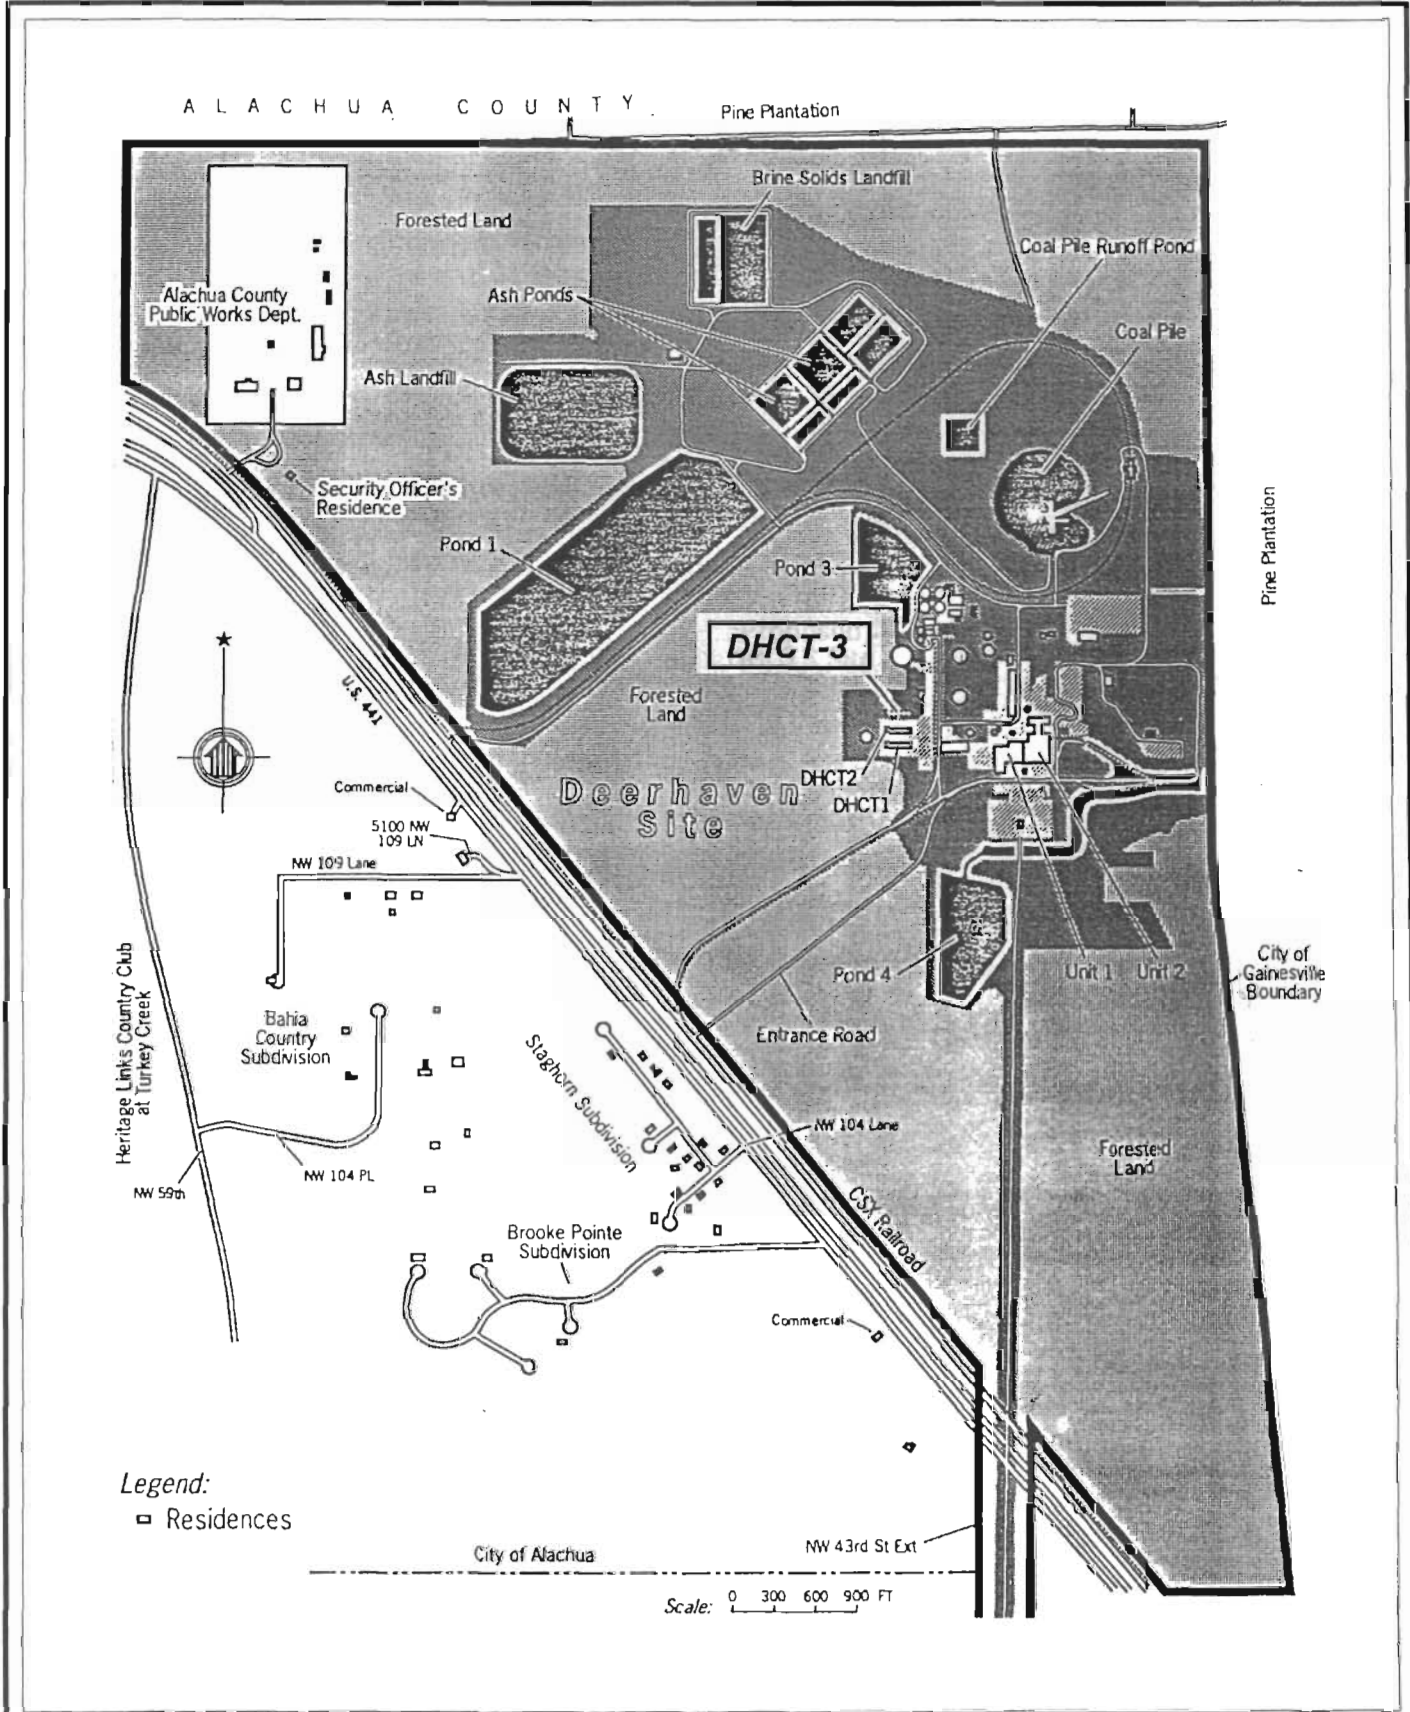 ALACHUA COUNTY
Pine Plantation
Brine Solids Landfill
Forested Land
Coal Pile Runoff Pond
Alachua County
Public Works Dept.
Ash Ponds
Coal Pile
Ash Landfill
Security Officer's
Residence
Pine Plantation
Pond 1
Pond 3
DHCT-3
U.S. 441
Forested
Land
DHCT2
DHCT1
Deerhaven
Site
Commercial
5100 NW
109 LN
NW 109 Lane
Heritage Links Country Club
at Turkey Creek
Pond 4
Unit 1
Unit 2
City of
Gainesville
Boundary
Bahia
Country
Subdivision
Entrance Road
Staghorn Subdivision
NW 104 Lane
Forested
Land
NW 104 PL
NW 59th
CSX Railroad
Brooke Pointe
Subdivision
Commercial
Legend:
Residences
City of Alachua
NW 43rd St Ext
Scale: 0 300 600 900 FT